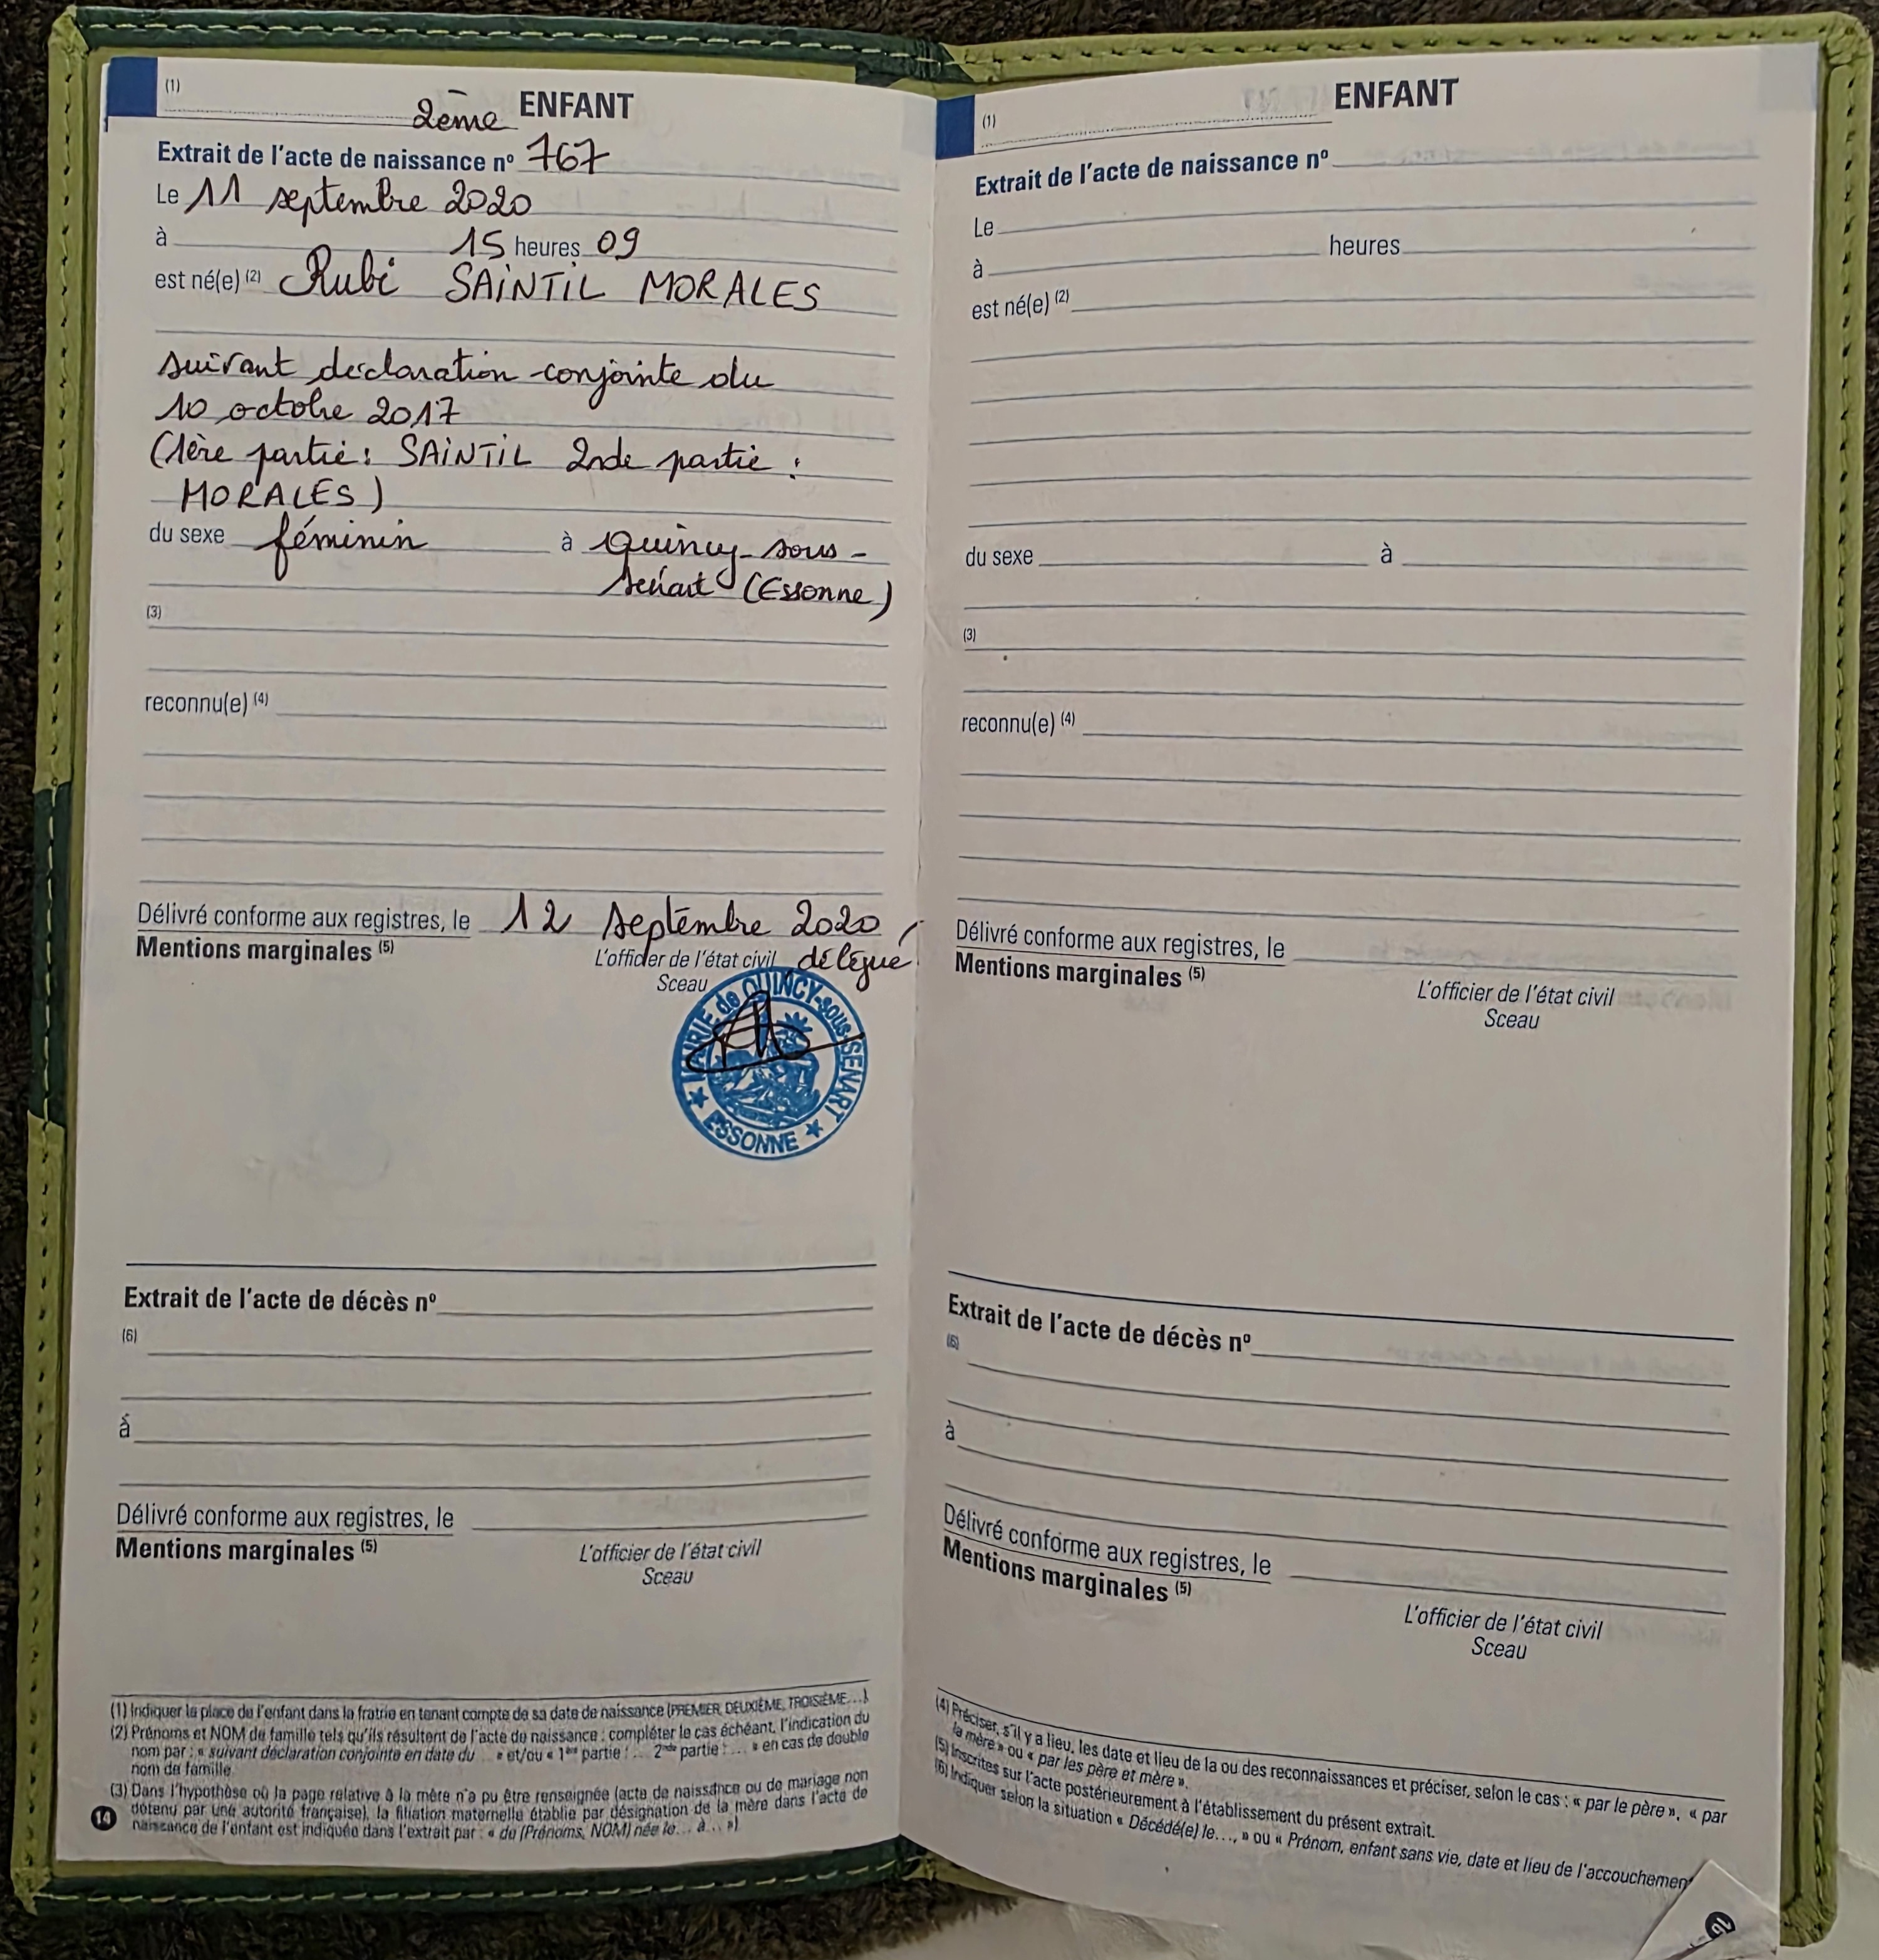 (1)
2ème ENFANT
Extrait de l'acte de naissance nº 767
Le 11 septembre 2020
à 15 heures 09
est né(e) (2) Rubi SAINTIL MORALES
suivant déclaration conjointe du
10 octobre 2017
(1ère partie : SAINTIL 2nde partie :
MORALES)
du sexe féminin à Quincy-sous-
Sénart (Essonne)
(3)
reconnu(e) (4)
Délivré conforme aux registres, le 12 septembre 2020,
Mentions marginales (5)
L'officier de l'état civil délégué
Sceau
MAIRIE de QUINCY-sous-SENART
★ ESSONNE ★
Extrait de l'acte de décès nº
(6)
à
Délivré conforme aux registres, le
Mentions marginales (5)
L'officier de l'état civil
Sceau
(1) Indiquer la place de l'enfant dans la fratrie en tenant compte de sa date de naissance (PREMIER, DEUXIÈME, TROISIÈME…).
(2) Prénoms et NOM de famille tels qu'ils résultent de l'acte de naissance : compléter le cas échéant, l'indication du
nom par : « suivant déclaration conjointe en date du … » et/ou « 1ère partie : … 2nde partie : … » en cas de double
nom de famille.
(3) Dans l'hypothèse où la page relative à la mère n'a pu être renseignée (acte de naissance ou de mariage non
détenu par une autorité française), la filiation maternelle établie par désignation de la mère dans l'acte de
naissance de l'enfant est indiquée dans l'extrait par : « de (Prénoms, NOM) née le… à… »)
14
(1)
ENFANT
Extrait de l'acte de naissance nº
Le
à heures
est né(e) (2)
du sexe à
(3)
reconnu(e) (4)
Délivré conforme aux registres, le
Mentions marginales (5)
L'officier de l'état civil
Sceau
Extrait de l'acte de décès nº
(6)
à
Délivré conforme aux registres, le
Mentions marginales (5)
L'officier de l'état civil
Sceau
(4) Préciser, s'il y a lieu, les date et lieu de la ou des reconnaissances et préciser, selon le cas : « par le père », « par
la mère » ou « par les père et mère ».
(5) Inscrites sur l'acte postérieurement à l'établissement du présent extrait.
(6) Indiquer selon la situation « Décédé(e) le…, » ou « Prénom, enfant sans vie, date et lieu de l'accouchement